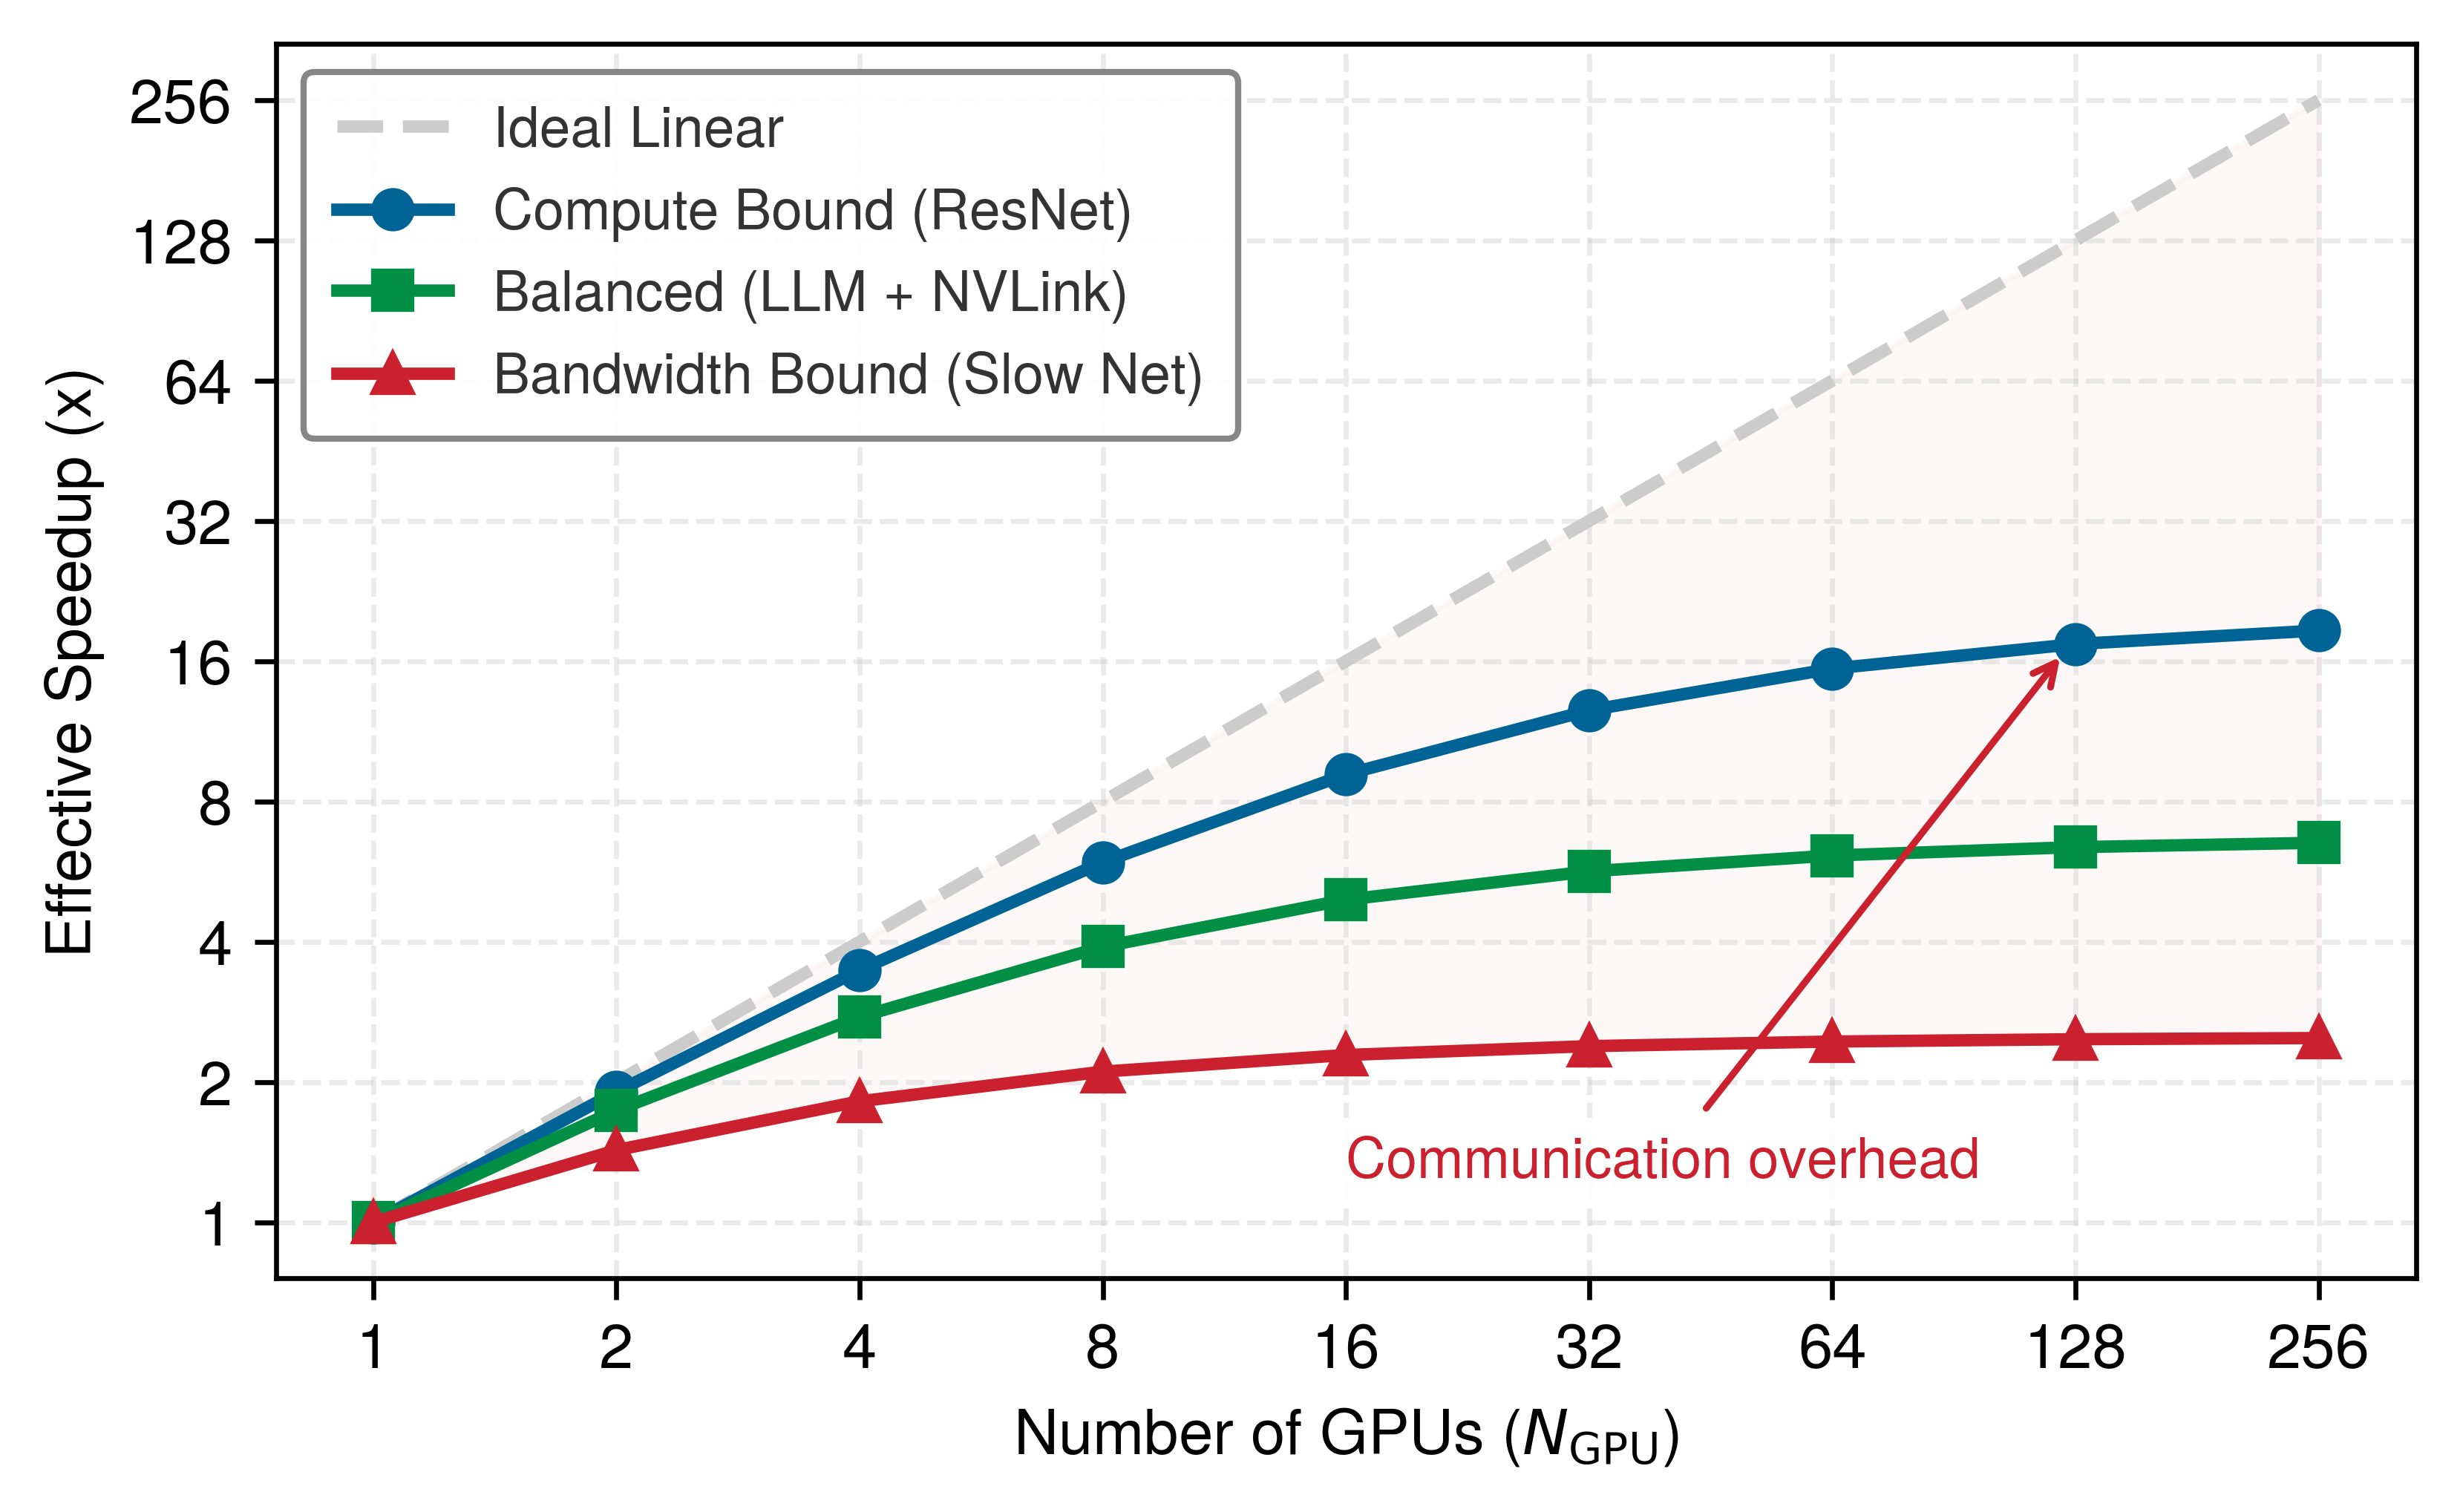 Ideal Linear
Compute Bound (ResNet)
Balanced (LLM + NVLink)
Bandwidth Bound (Slow Net)
Effective Speedup (x)
256
128
64
32
16
8
4
2
1
Communication overhead
1 2 4 8 16 32 64 128 256
Number of GPUs (N_GPU)